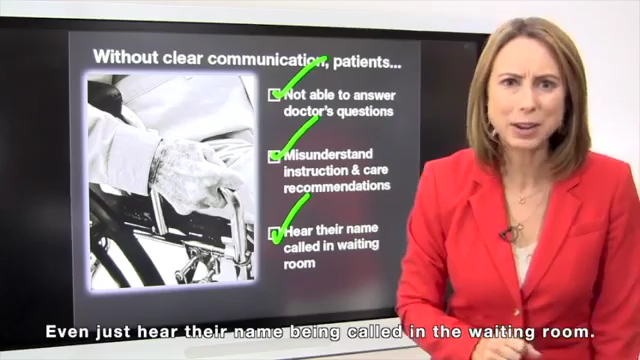 Without clear communication, patients...
Not able to answer
doctor's questions
Misunderstand
instruction & care
recommendations
Hear their name
called in waiting
room
Even just hear their name being called in the waiting room.